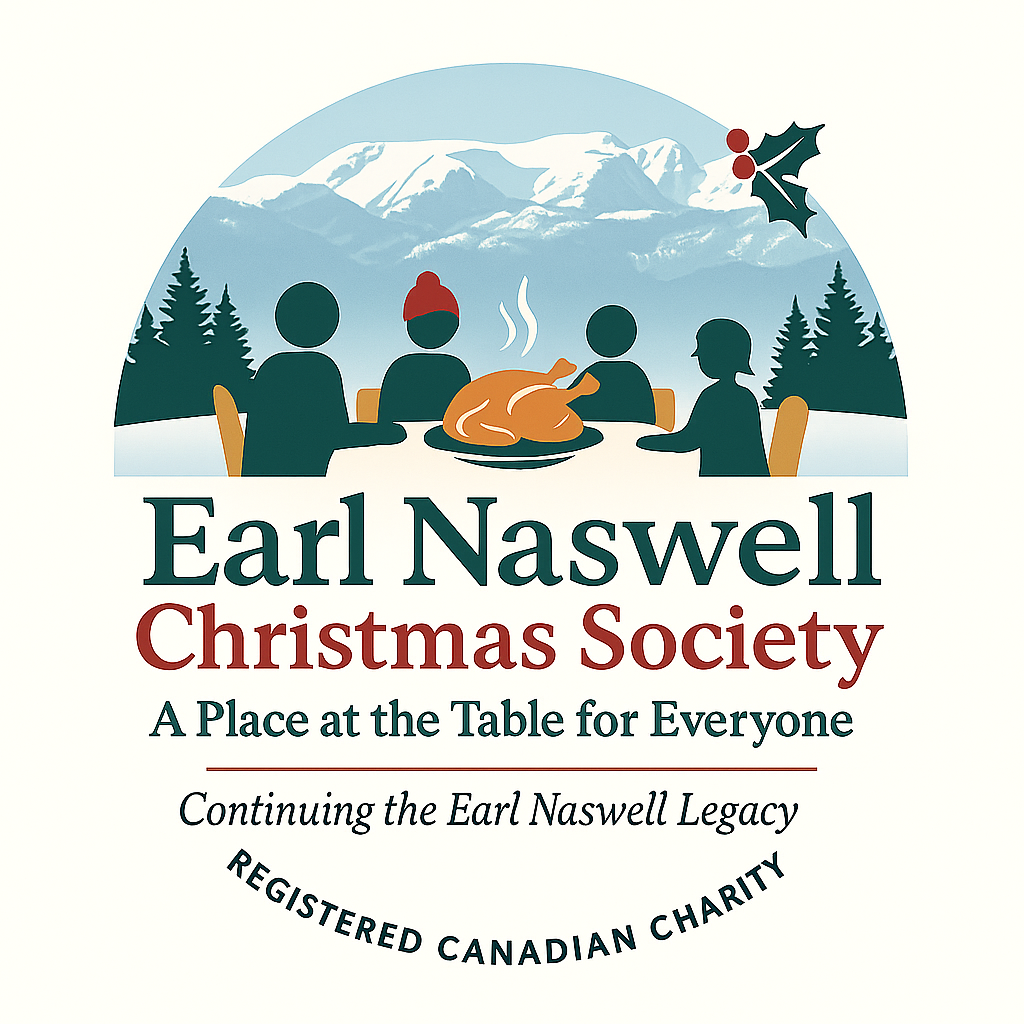 Earl Naswell
Christmas Society
A Place at the Table for Everyone
Continuing the Earl Naswell Legacy
REGISTERED CANADIAN CHARITY